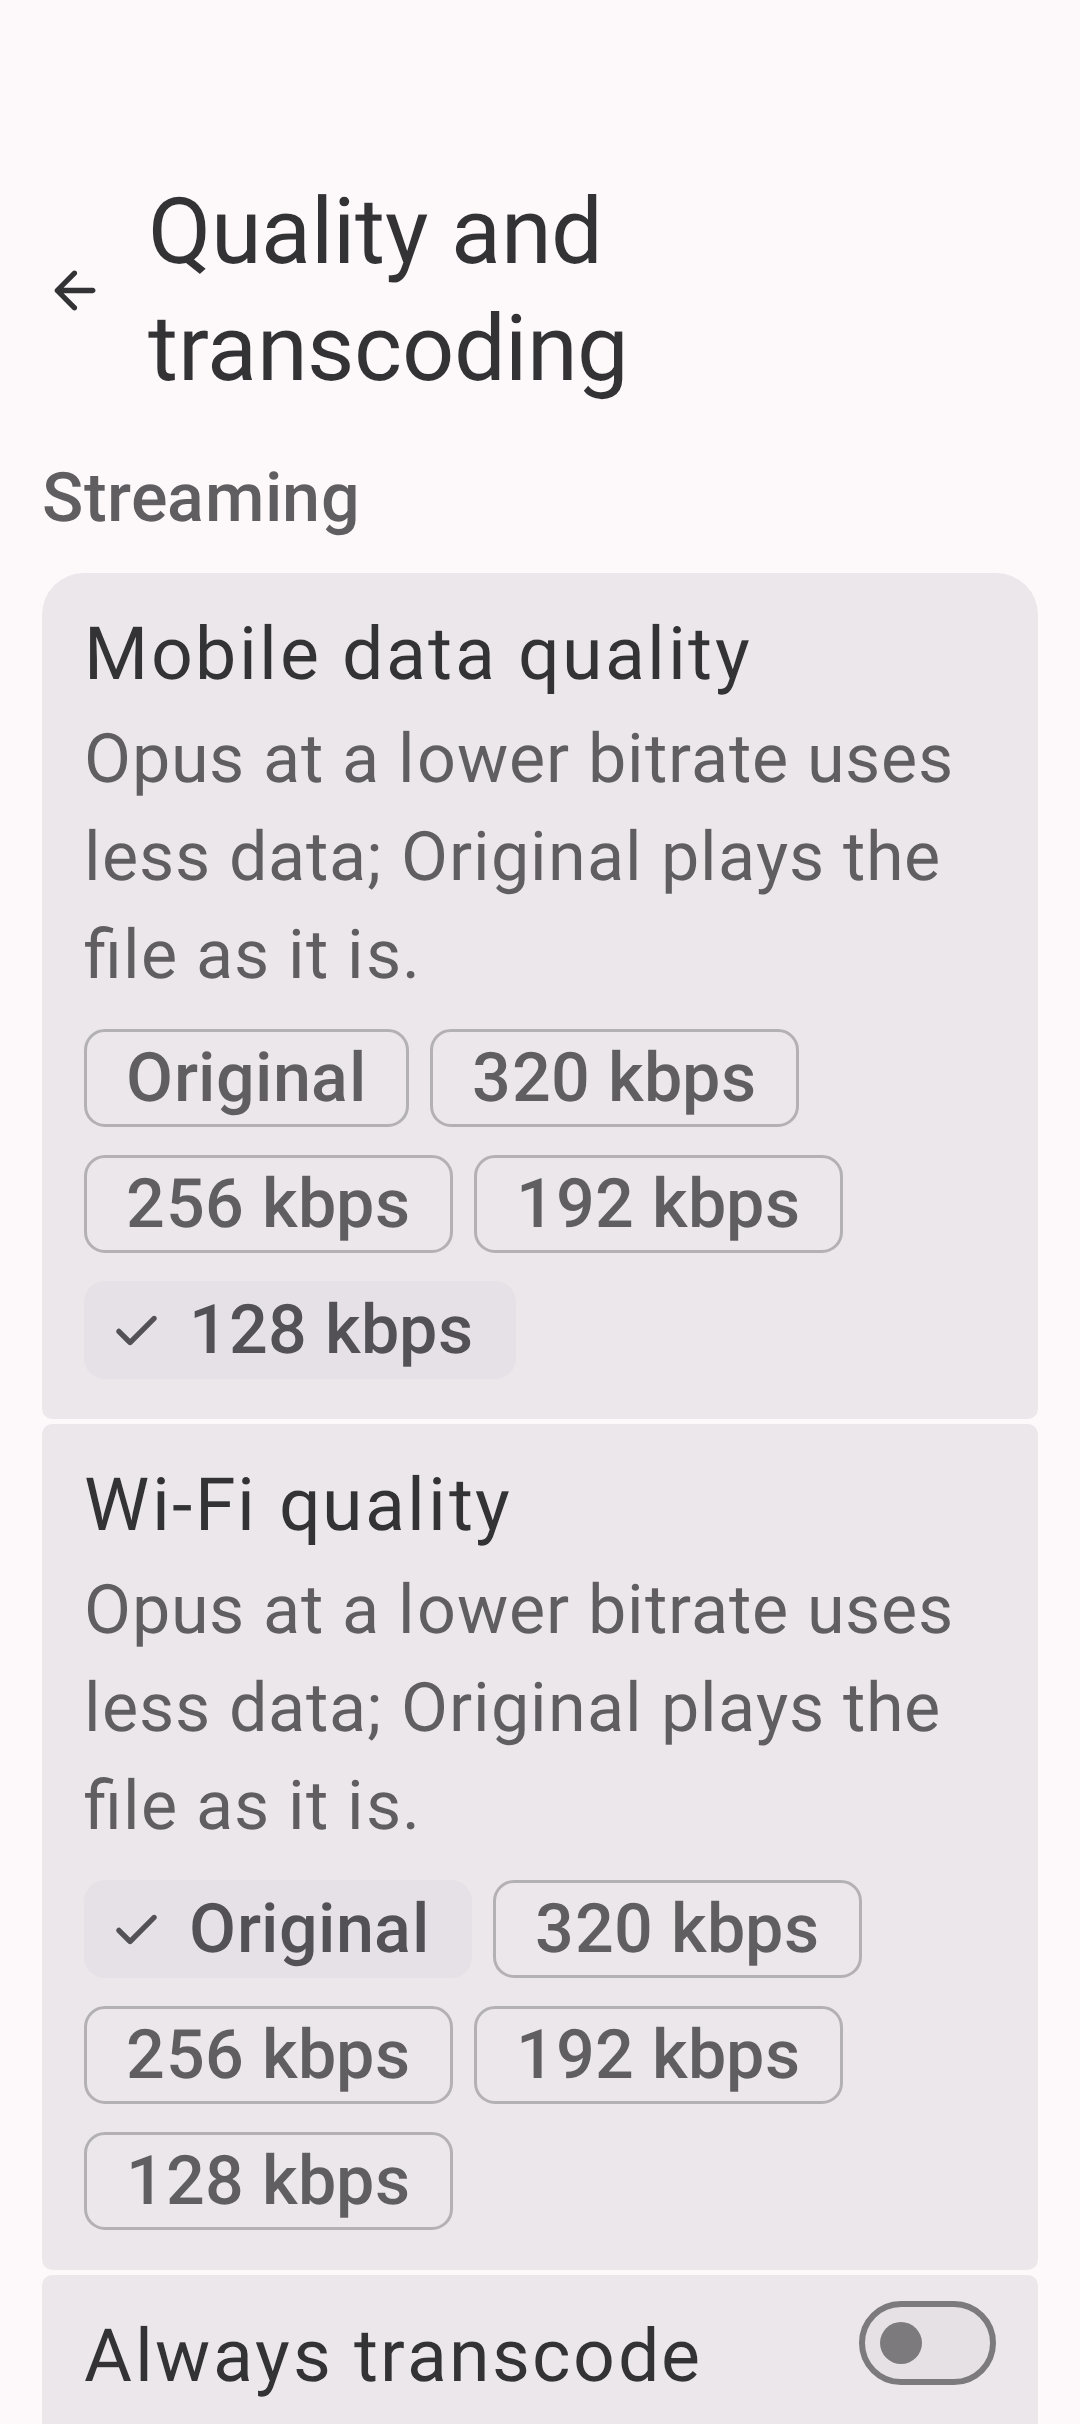 Quality and
transcoding
Streaming
Mobile data quality
Opus at a lower bitrate uses
less data; Original plays the
file as it is.
Original 320 kbps
256 kbps 192 kbps
128 kbps
Wi-Fi quality
Opus at a lower bitrate uses
less data; Original plays the
file as it is.
Original 320 kbps
256 kbps 192 kbps
128 kbps
Always transcode